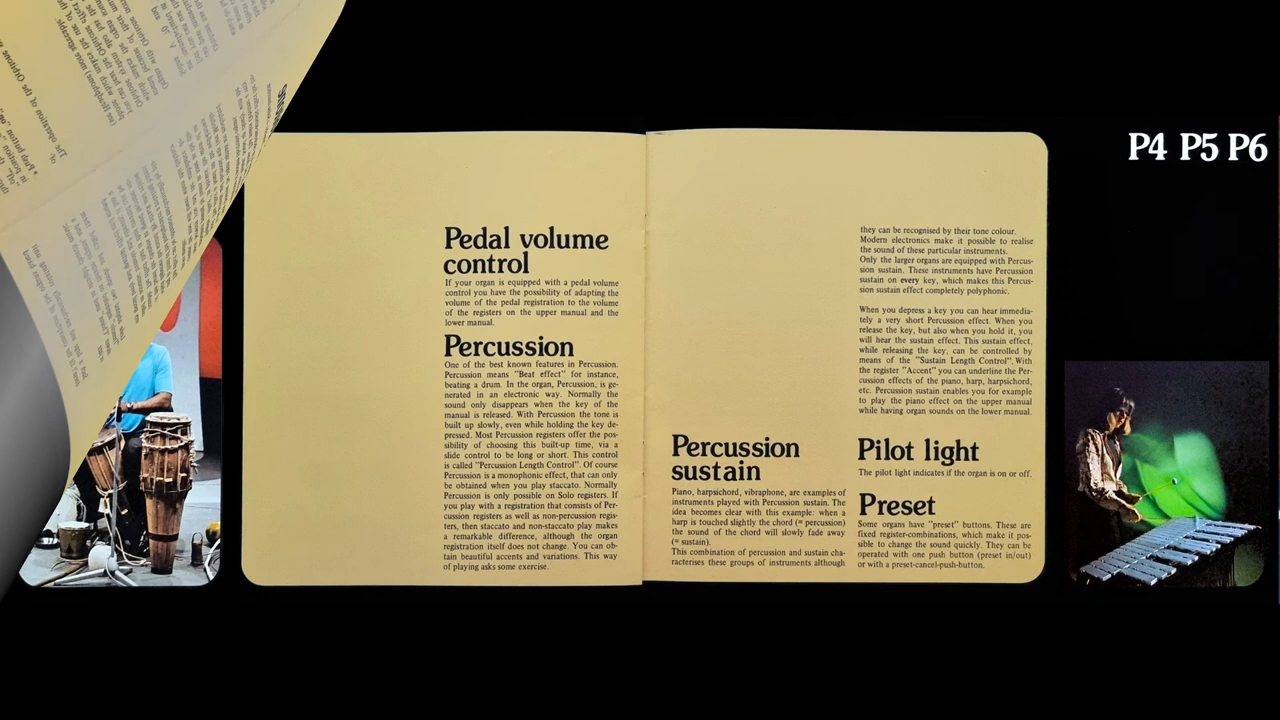 Pedal volume
control
If your organ is equipped with a pedal volume
control you have the possibility of adapting the
volume of the pedal registration to the volume
of the registers on the upper manual and the
lower manual.
Percussion
One of the best known features in Percussion.
Percussion means "Beat effect" for instance,
beating a drum. In the organ, Percussion, is ge-
nerated in an electronic way. Normally the
sound only disappears when the key of the
manual is released. With Percussion the tone is
built up slowly, even while holding the key de-
pressed. Most Percussion registers offer the pos-
sibility of choosing this built-up time, via a
slide control to be long or short. This control
is called "Percussion Length Control". Of course
Percussion is a monophonic effect, that can only
be obtained when you play staccato. Normally
Percussion is only possible on Solo registers. If
you play with a registration that consists of Per-
cussion registers as well as non-percussion regis-
ters, then staccato and non-staccato play makes
a remarkable difference, although the organ
registration itself does not change. You can ob-
tain beautiful accents and variations. This way
of playing asks some exercise.
Percussion
sustain
Piano, harpsichord, vibraphone, are examples of
instruments played with Percussion sustain. The
idea becomes clear with this example: when a
harp is touched slightly the chord (= percussion)
the sound of the chord will slowly fade away
(= sustain).
This combination of percussion and sustain cha-
racterises these groups of instruments although
they can be recognised by their tone colour.
Modern electronics make it possible to realise
the sound of these particular instruments.
Only the larger organs are equipped with Percus-
sion sustain. These instruments have Percussion
sustain on every key, which makes this Percus-
sion sustain effect completely polyphonic.
When you depress a key you can hear immedia-
tely a very short Percussion effect. When you
release the key, but also when you hold it, you
will hear the sustain effect. This sustain effect,
while releasing the key, can be controlled by
means of the "Sustain Length Control". With
the register "Accent" you can underline the Per-
cussion effects of the piano, harp, harpsichord,
etc. Percussion sustain enables you for example
to play the piano effect on the upper manual
while having organ sounds on the lower manual.
Pilot light
The pilot light indicates if the organ is on or off.
Preset
Some organs have "preset" buttons. These are
fixed register-combinations, which make it pos-
sible to change the sound quickly. They can be
operated with one push button (preset in/out)
or with a preset-cancel-push-button.
P4 P5 P6